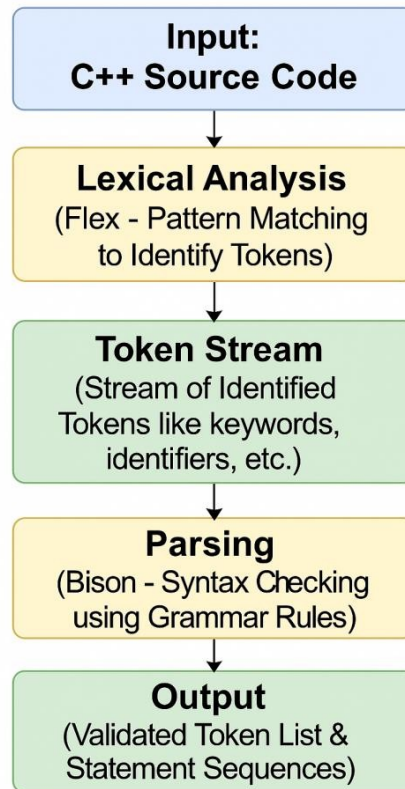 Input:
C++ Source Code
Lexical Analysis
(Flex - Pattern Matching
to Identify Tokens)
Token Stream
(Stream of Identified
Tokens like keywords,
identifiers, etc.)
Parsing
(Bison - Syntax Checking
using Grammar Rules)
Output
(Validated Token List &
Statement Sequences)